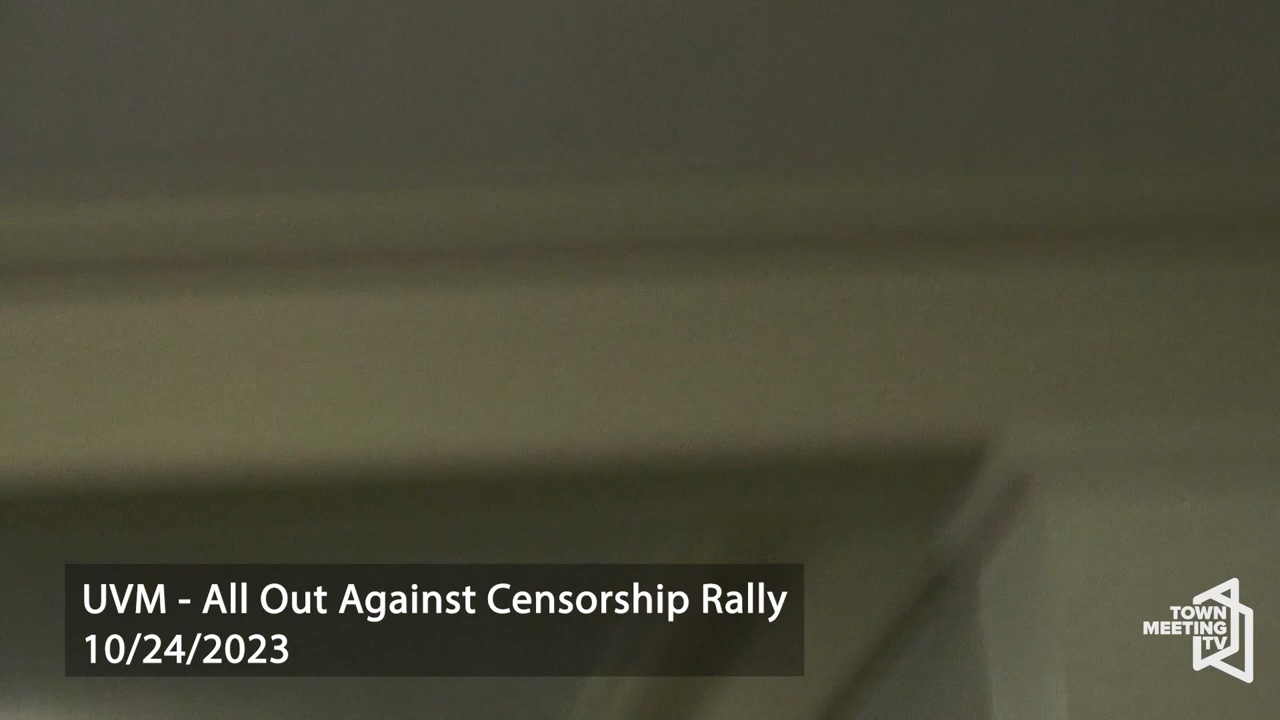 UVM - All Out Against Censorship Rally
10/24/2023
TOWN
MEETING
TV